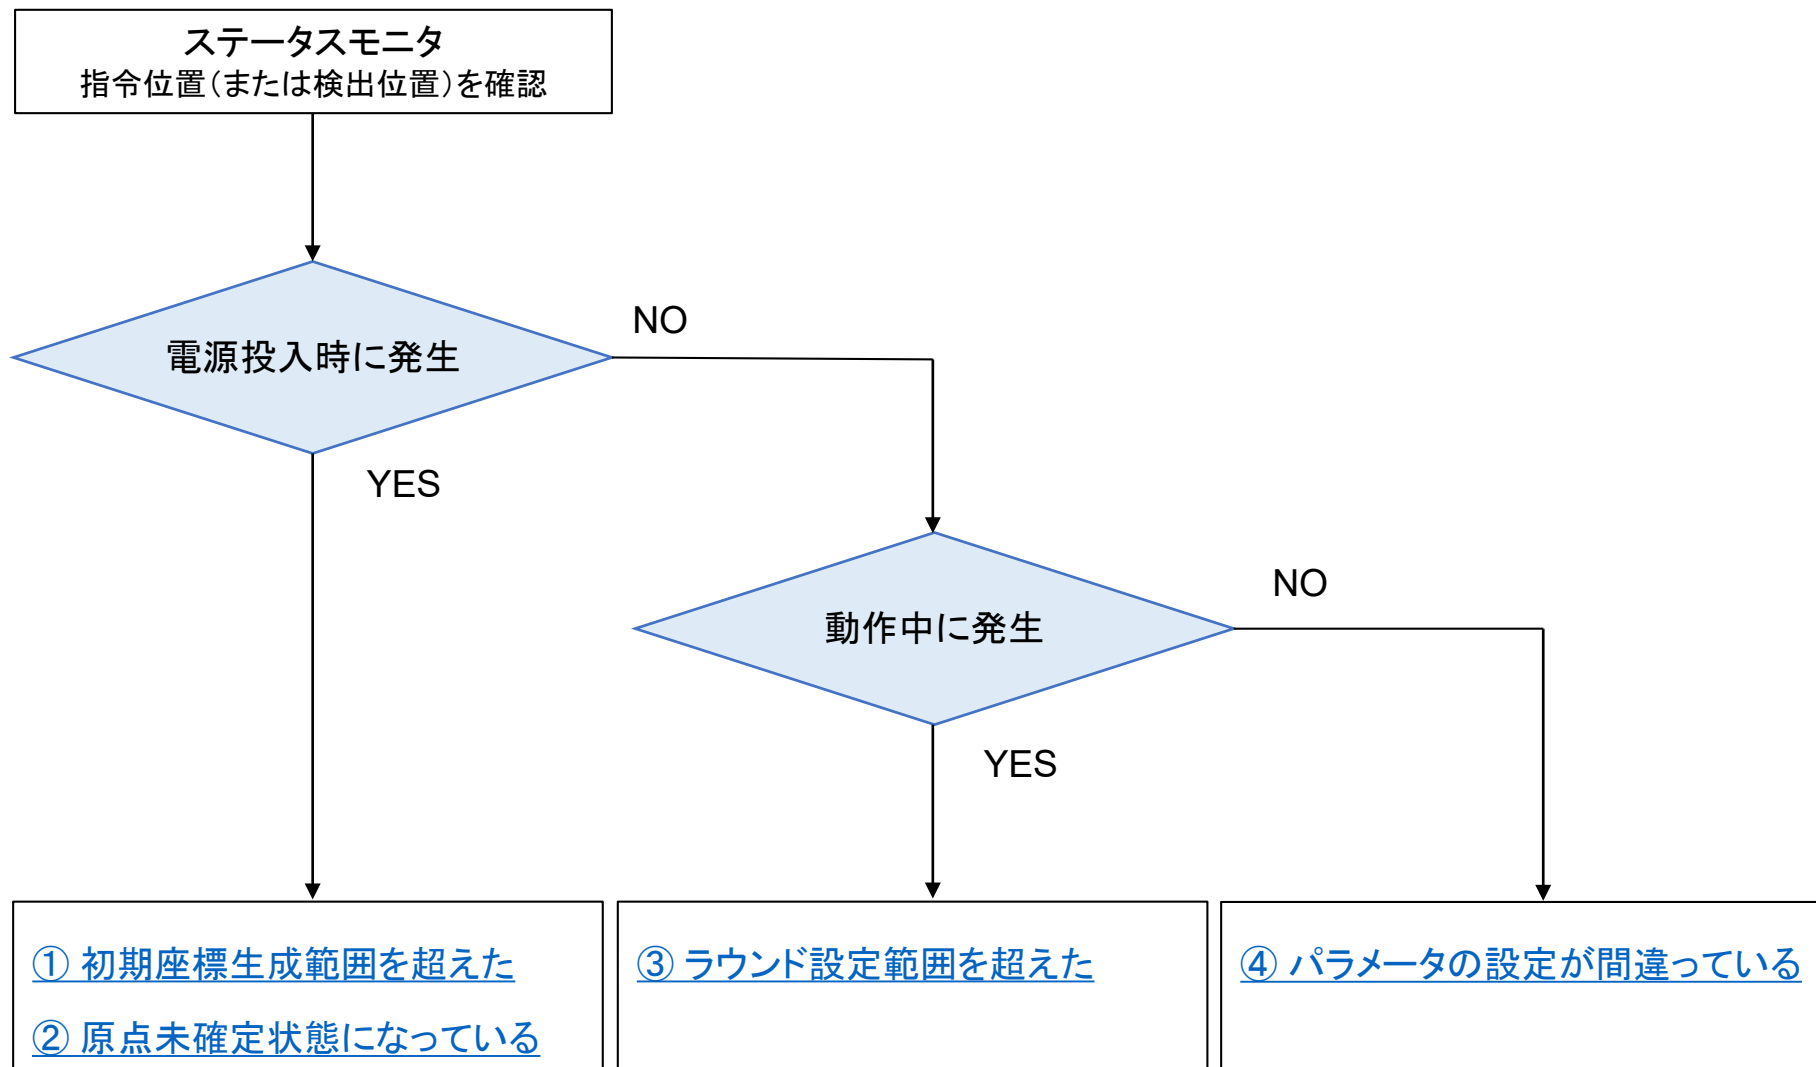 ステータスモニタ
指令位置（または検出位置）を確認
電源投入時に発生
NO
YES
動作中に発生
NO
YES
① 初期座標生成範囲を超えた
② 原点未確定状態になっている
③ ラウンド設定範囲を超えた
④ パラメータの設定が間違っている